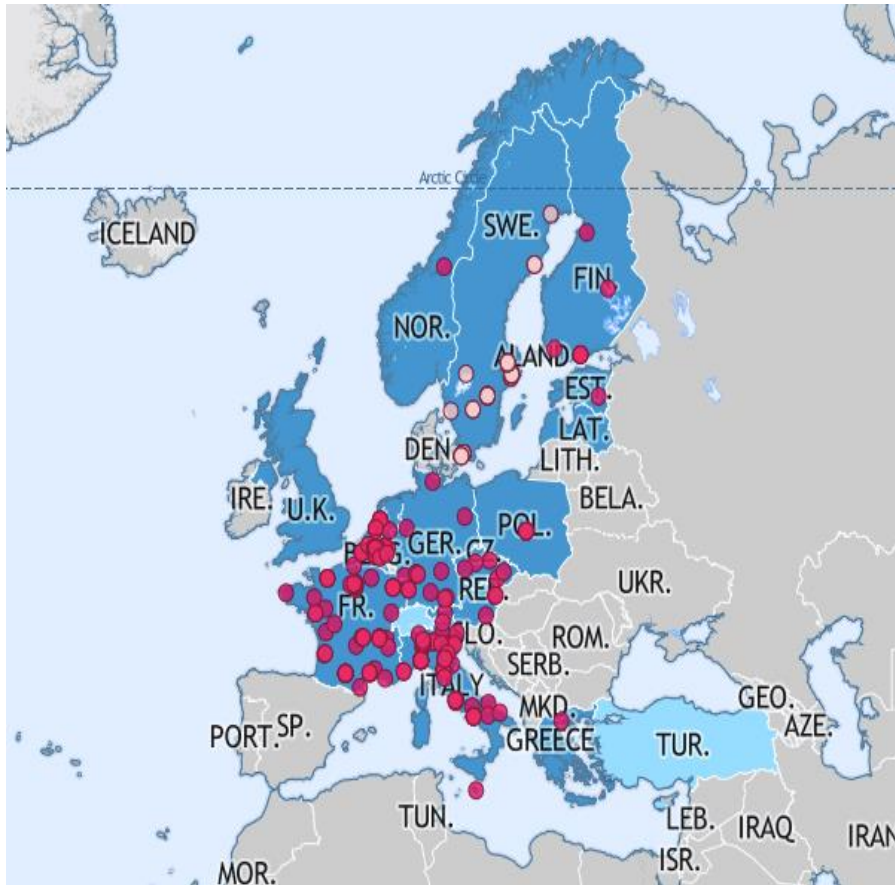 Arctic Circle
ICELAND
SWE.
FIN.
NOR.
ALAND
EST.
LAT.
DEN
LITH.
BELA.
IRE.
U.K.
POL.
GER.
CZ.
UKR.
FR.
LO.
ROM.
SERB.
ITALY
MKD.
GEO.
AZE.
PORT.
SP.
GREECE
TUR.
TUN.
LEB.
IRAQ
IRAN
ISR.
MOR.